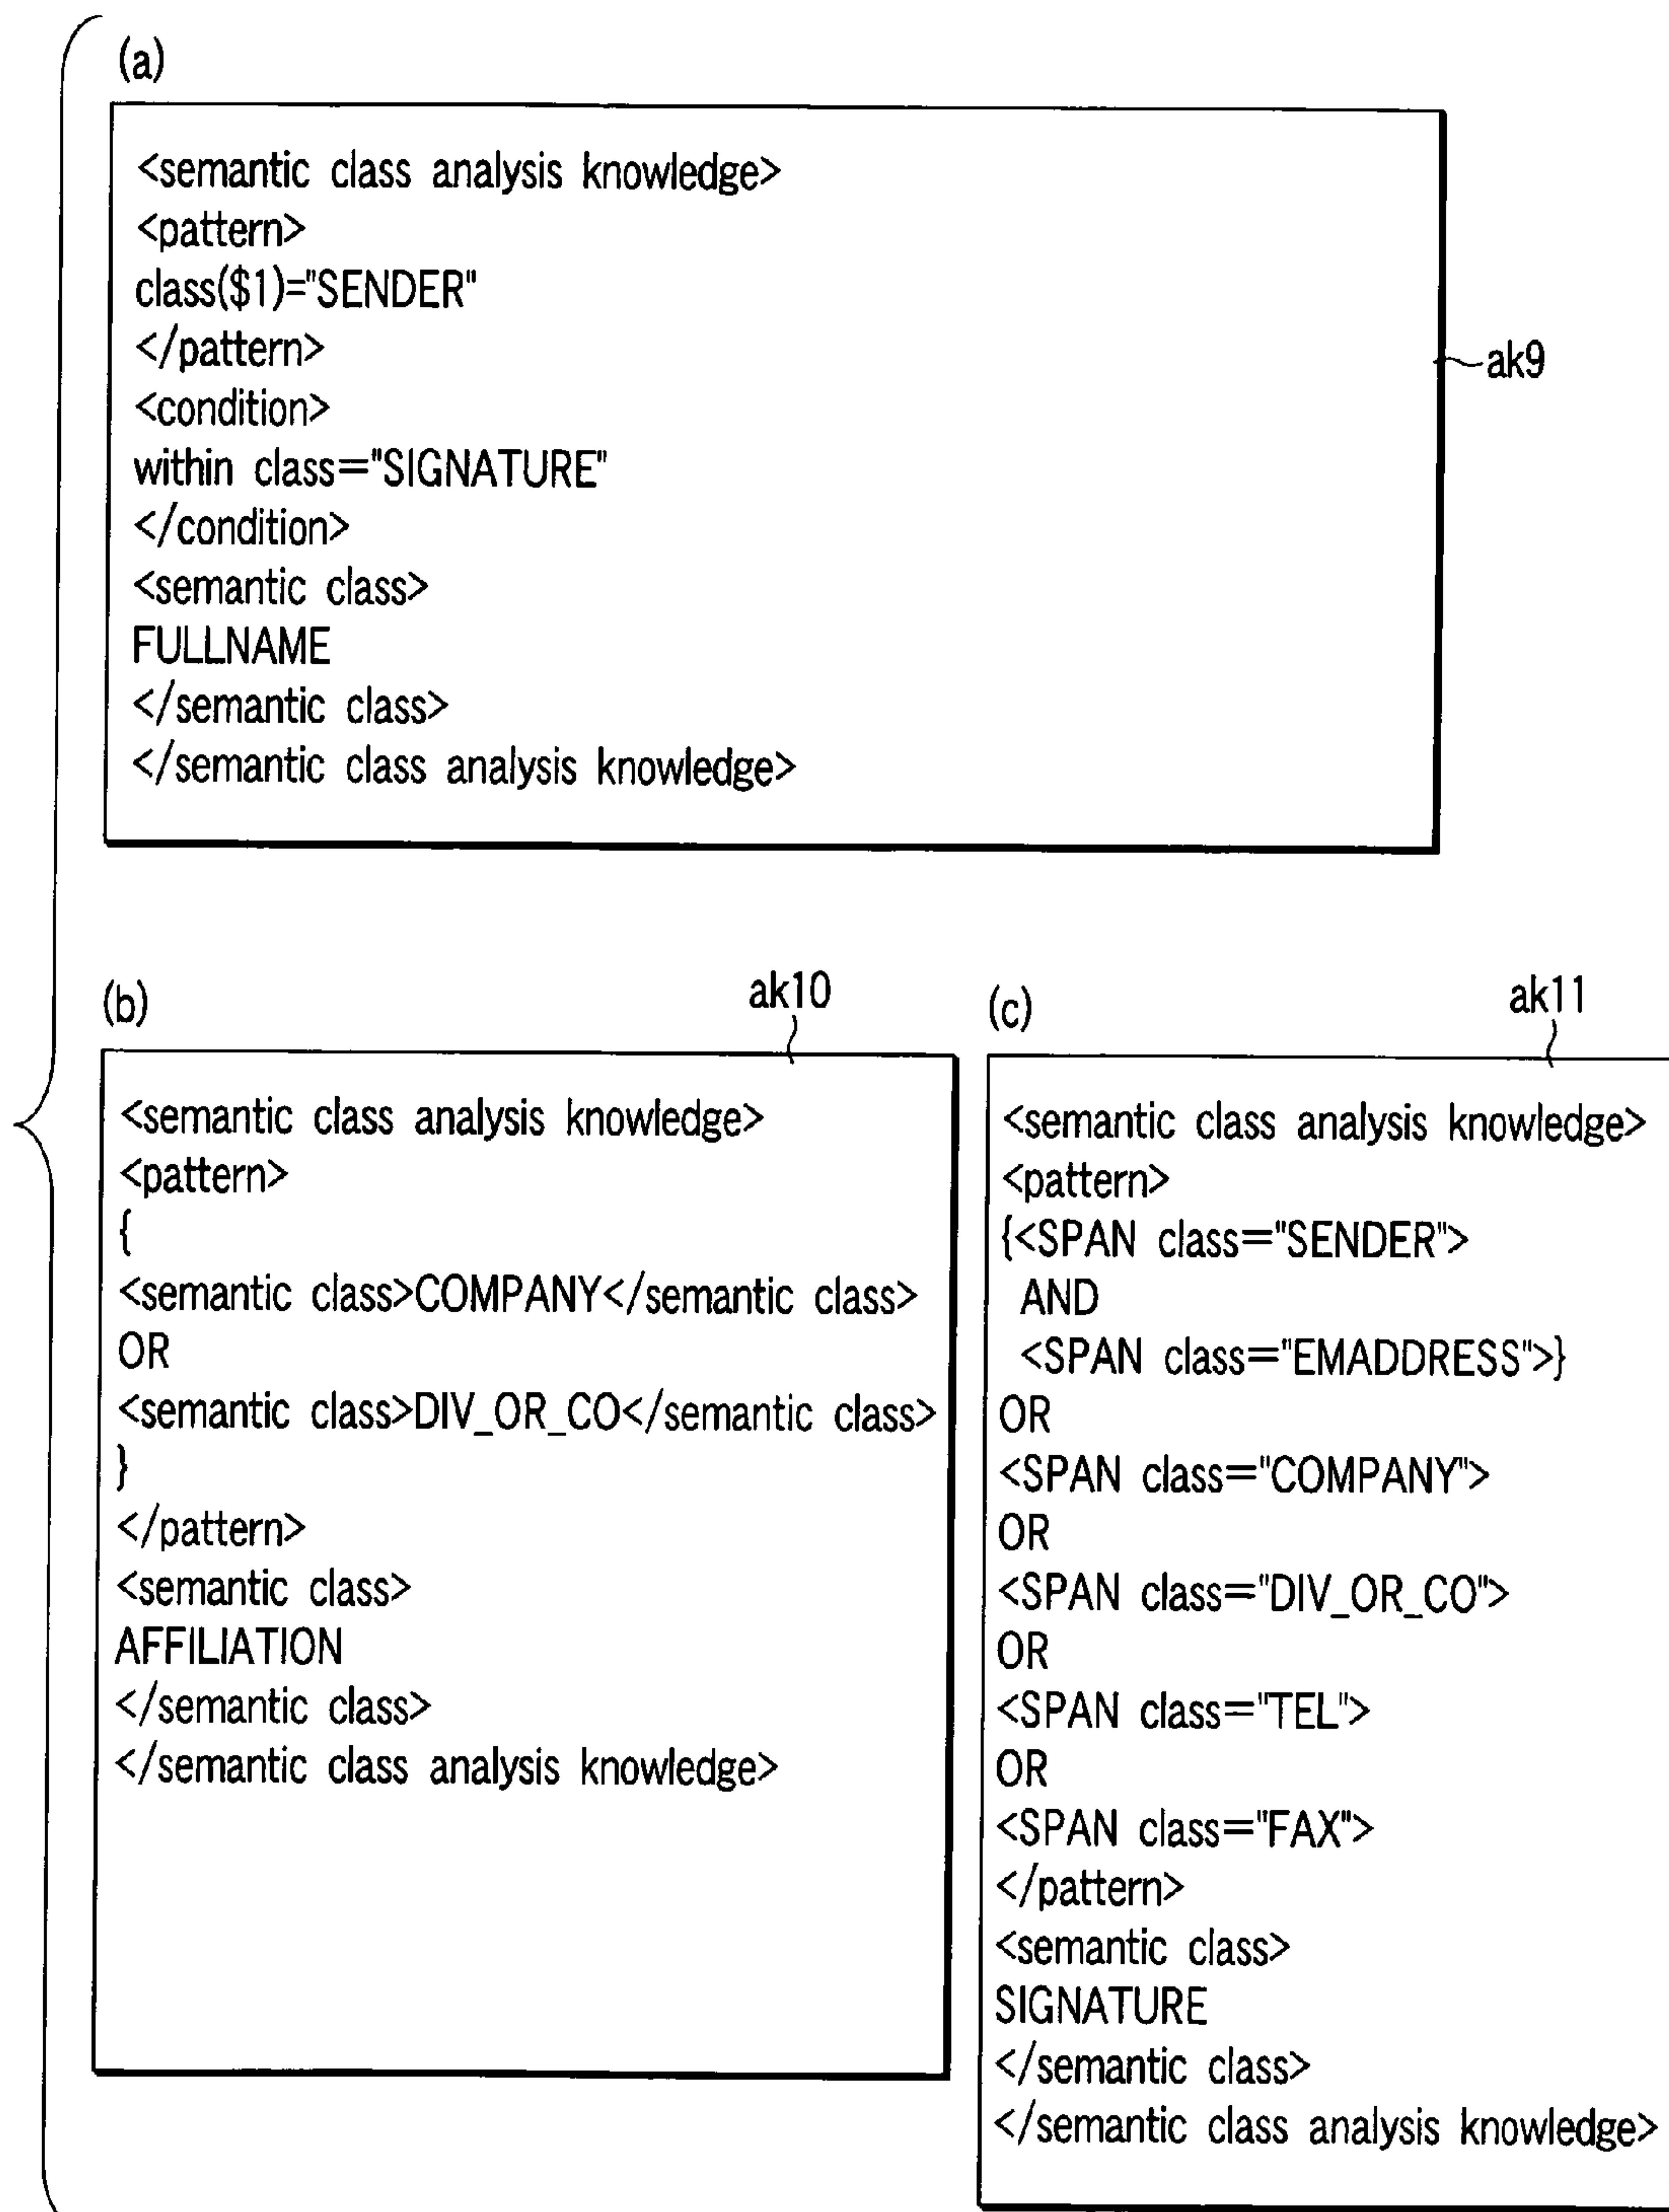 (a)
<semantic class analysis knowledge>
<pattern>
class($1)="SENDER"
</pattern>
<condition>
within class="SIGNATURE"
</condition>
<semantic class>
FULLNAME
</semantic class>
</semantic class analysis knowledge>
ak9
(b)
ak10
<semantic class analysis knowledge>
<pattern>
{
<semantic class>COMPANY</semantic class>
OR
<semantic class>DIV_OR_CO</semantic class>
}
</pattern>
<semantic class>
AFFILIATION
</semantic class>
</semantic class analysis knowledge>
(c)
ak11
<semantic class analysis knowledge>
<pattern>
{<SPAN class="SENDER">
AND
<SPAN class="EMADDRESS">}
OR
<SPAN class="COMPANY">
OR
<SPAN class="DIV_OR_CO">
OR
<SPAN class="TEL">
OR
<SPAN class="FAX">
</pattern>
<semantic class>
SIGNATURE
</semantic class>
</semantic class analysis knowledge>